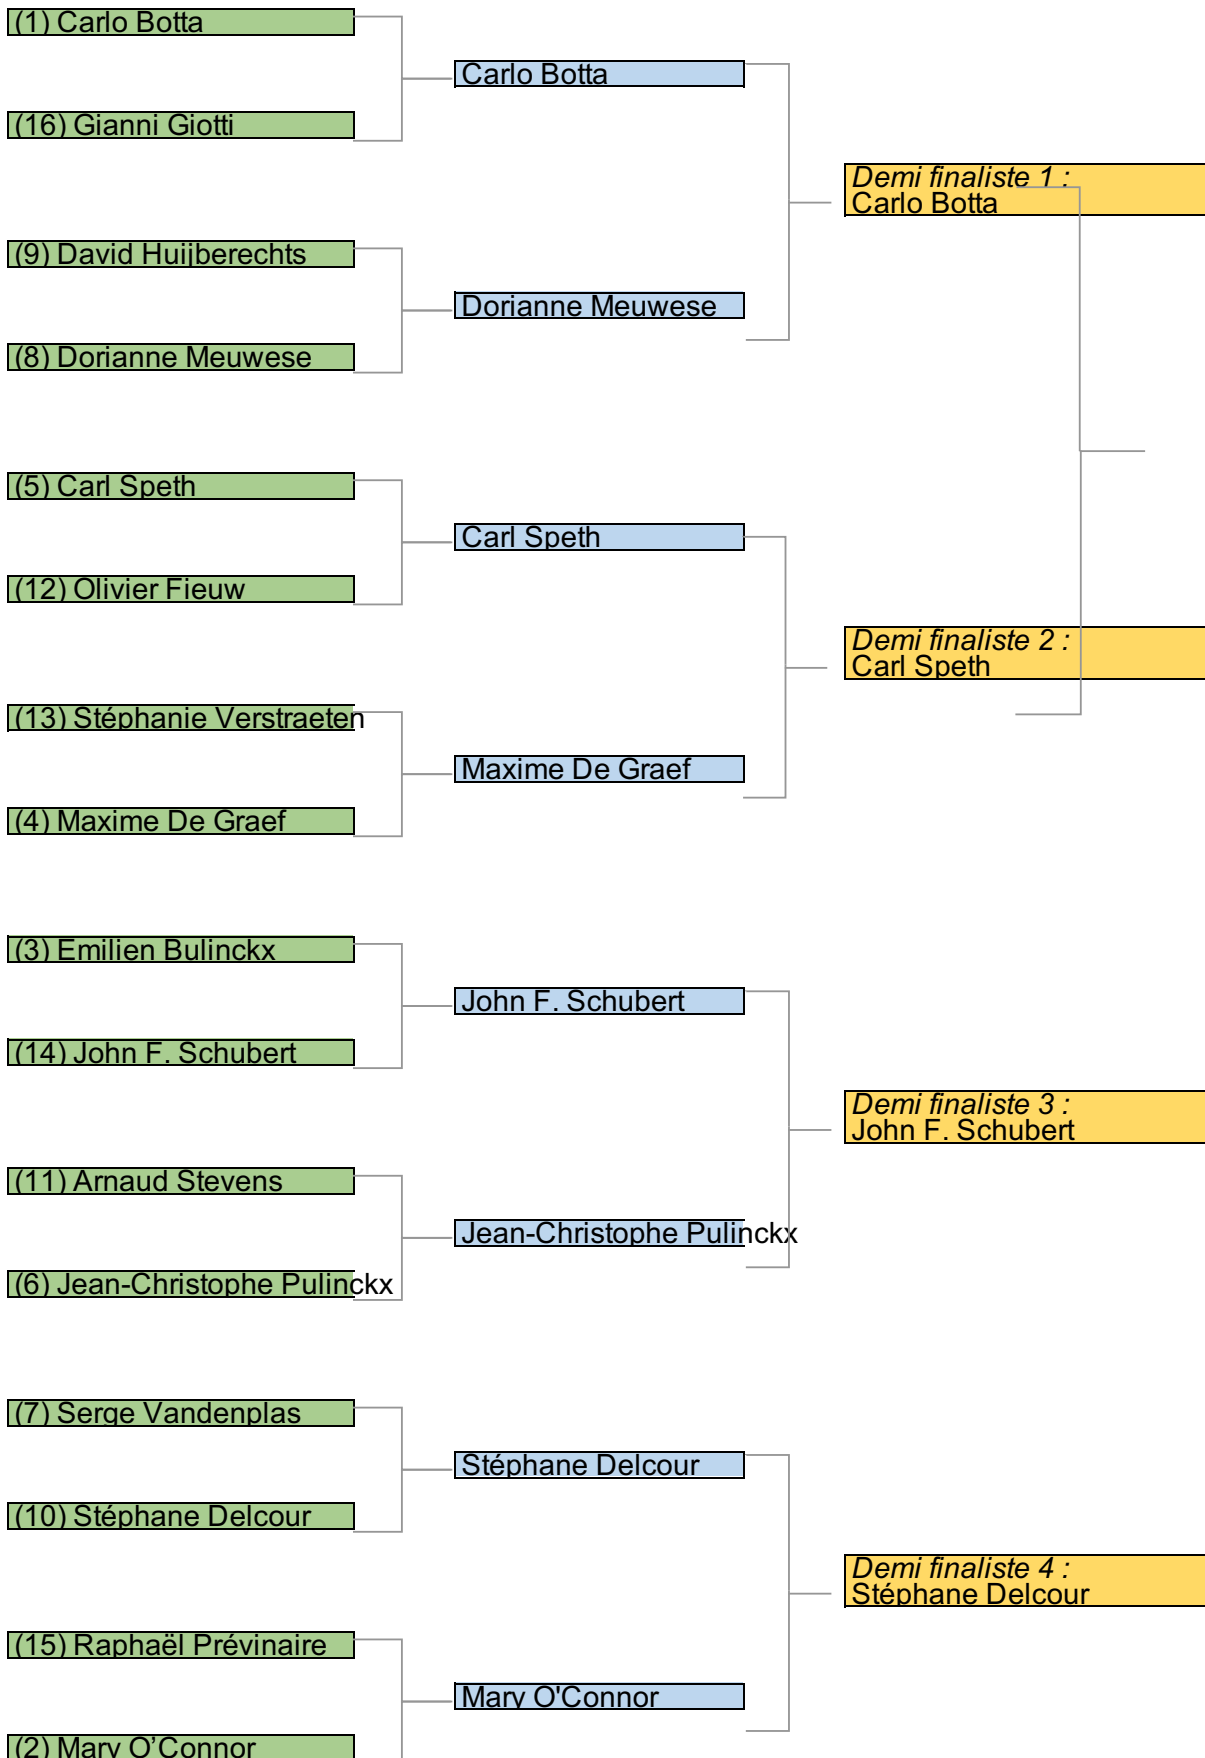 (1) Carlo Botta
Carlo Botta
(16) Gianni Giotti
Demi finaliste 1 :
Carlo Botta
(9) David Huijberechts
Dorianne Meuwese
(8) Dorianne Meuwese
(5) Carl Speth
Carl Speth
(12) Olivier Fieuw
Demi finaliste 2 :
Carl Speth
(13) Stéphanie Verstraeten
Maxime De Graef
(4) Maxime De Graef
(3) Emilien Bulinckx
John F. Schubert
(14) John F. Schubert
Demi finaliste 3 :
John F. Schubert
(11) Arnaud Stevens
Jean-Christophe Pulinckx
(6) Jean-Christophe Pulinckx
(7) Serge Vandenplas
Stéphane Delcour
(10) Stéphane Delcour
Demi finaliste 4 :
Stéphane Delcour
(15) Raphaël Prévinaire
Mary O'Connor
(2) Mary O’Connor